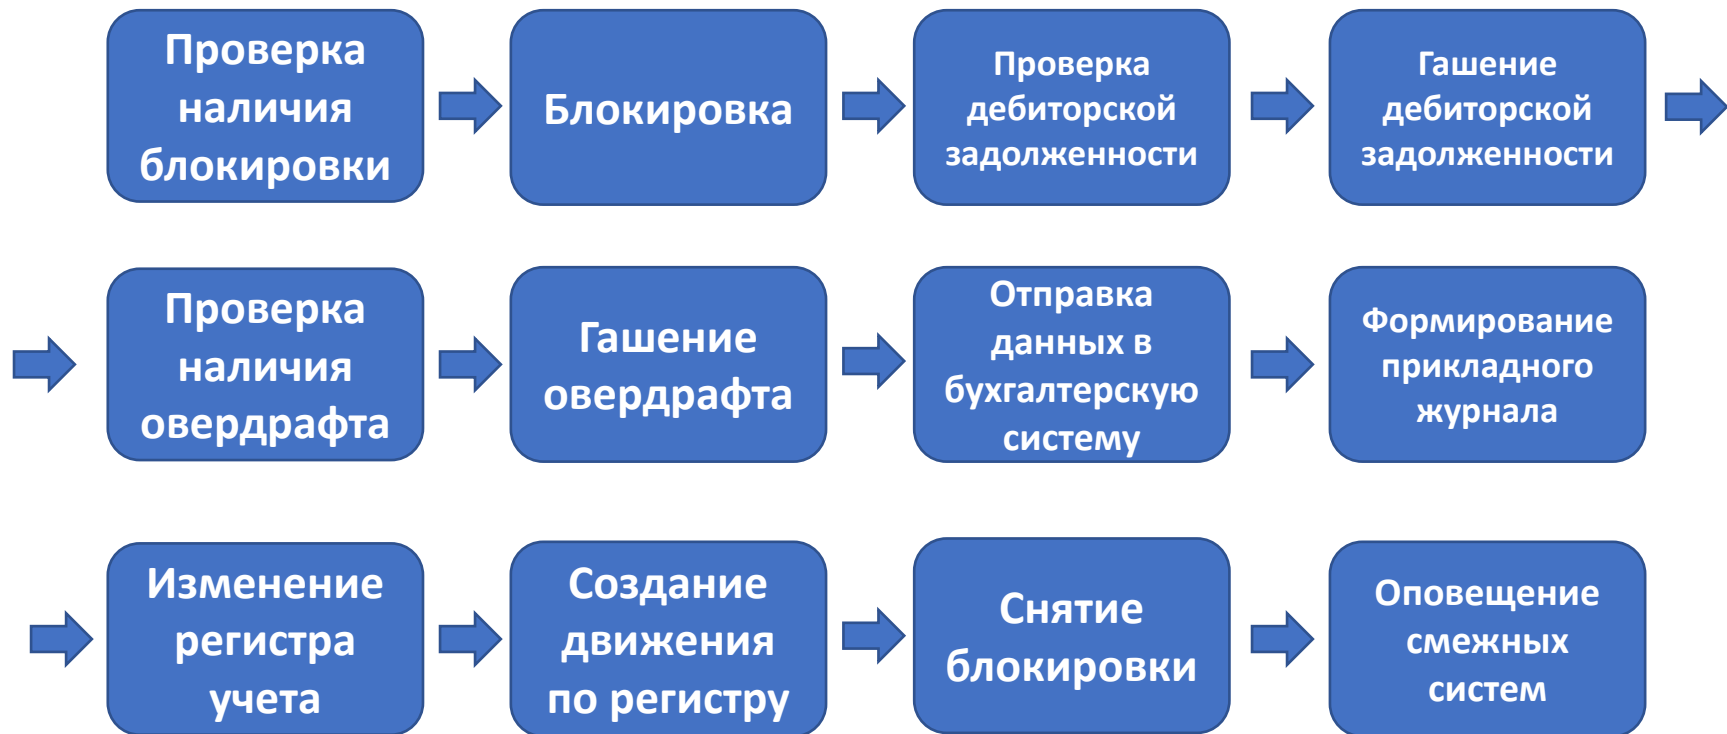 Проверка
наличия
блокировки
Блокировка
Проверка
дебиторской
задолженности
Гашение
дебиторской
задолженности
Проверка
наличия
овердрафта
Гашение
овердрафта
Отправка
данных в
бухгалтерскую
систему
Формирование
прикладного
журнала
Изменение
регистра
учета
Создание
движения
по регистру
Снятие
блокировки
Оповещение
смежных
систем